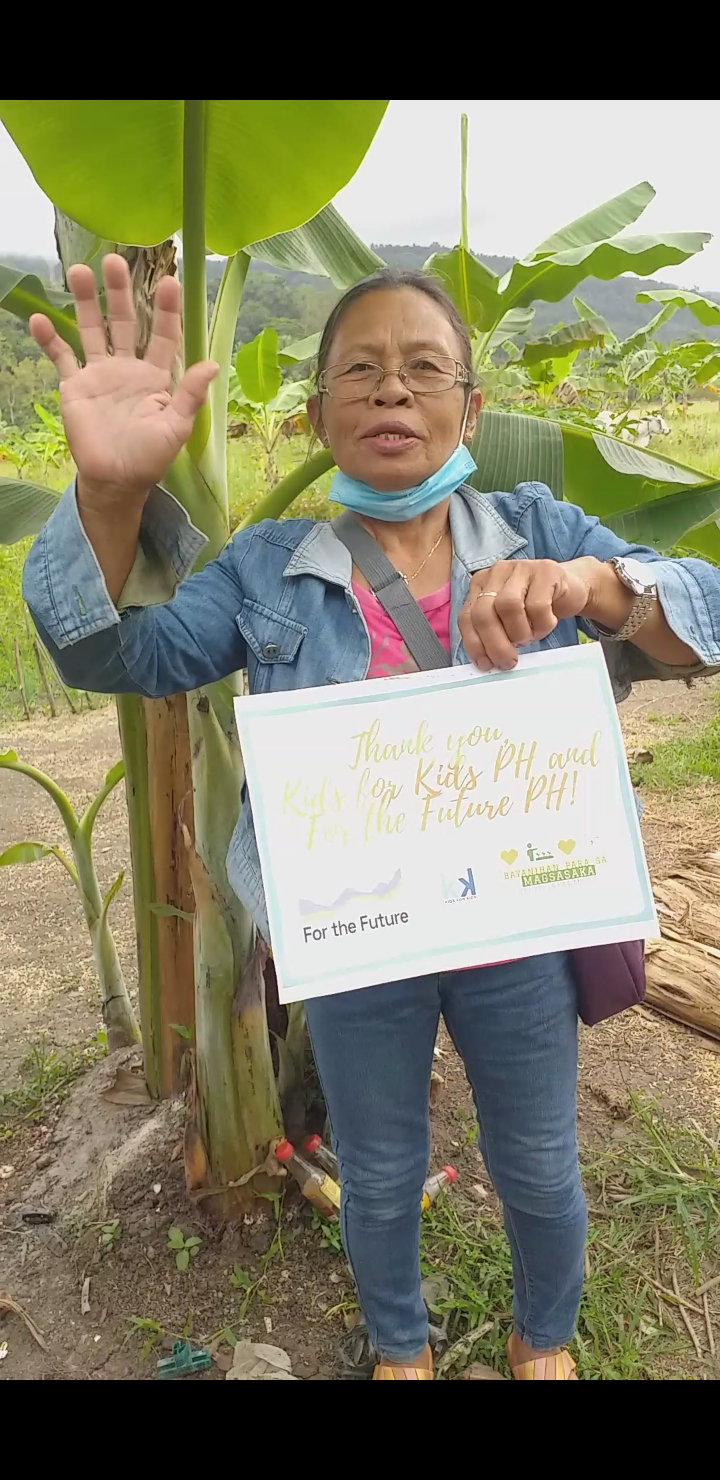 Thank you,
Kids for Kids PH and
For the Future PH!
For the Future
KIDS FOR KIDS
BAYANIHAN PARA SA
MAGSASAKA